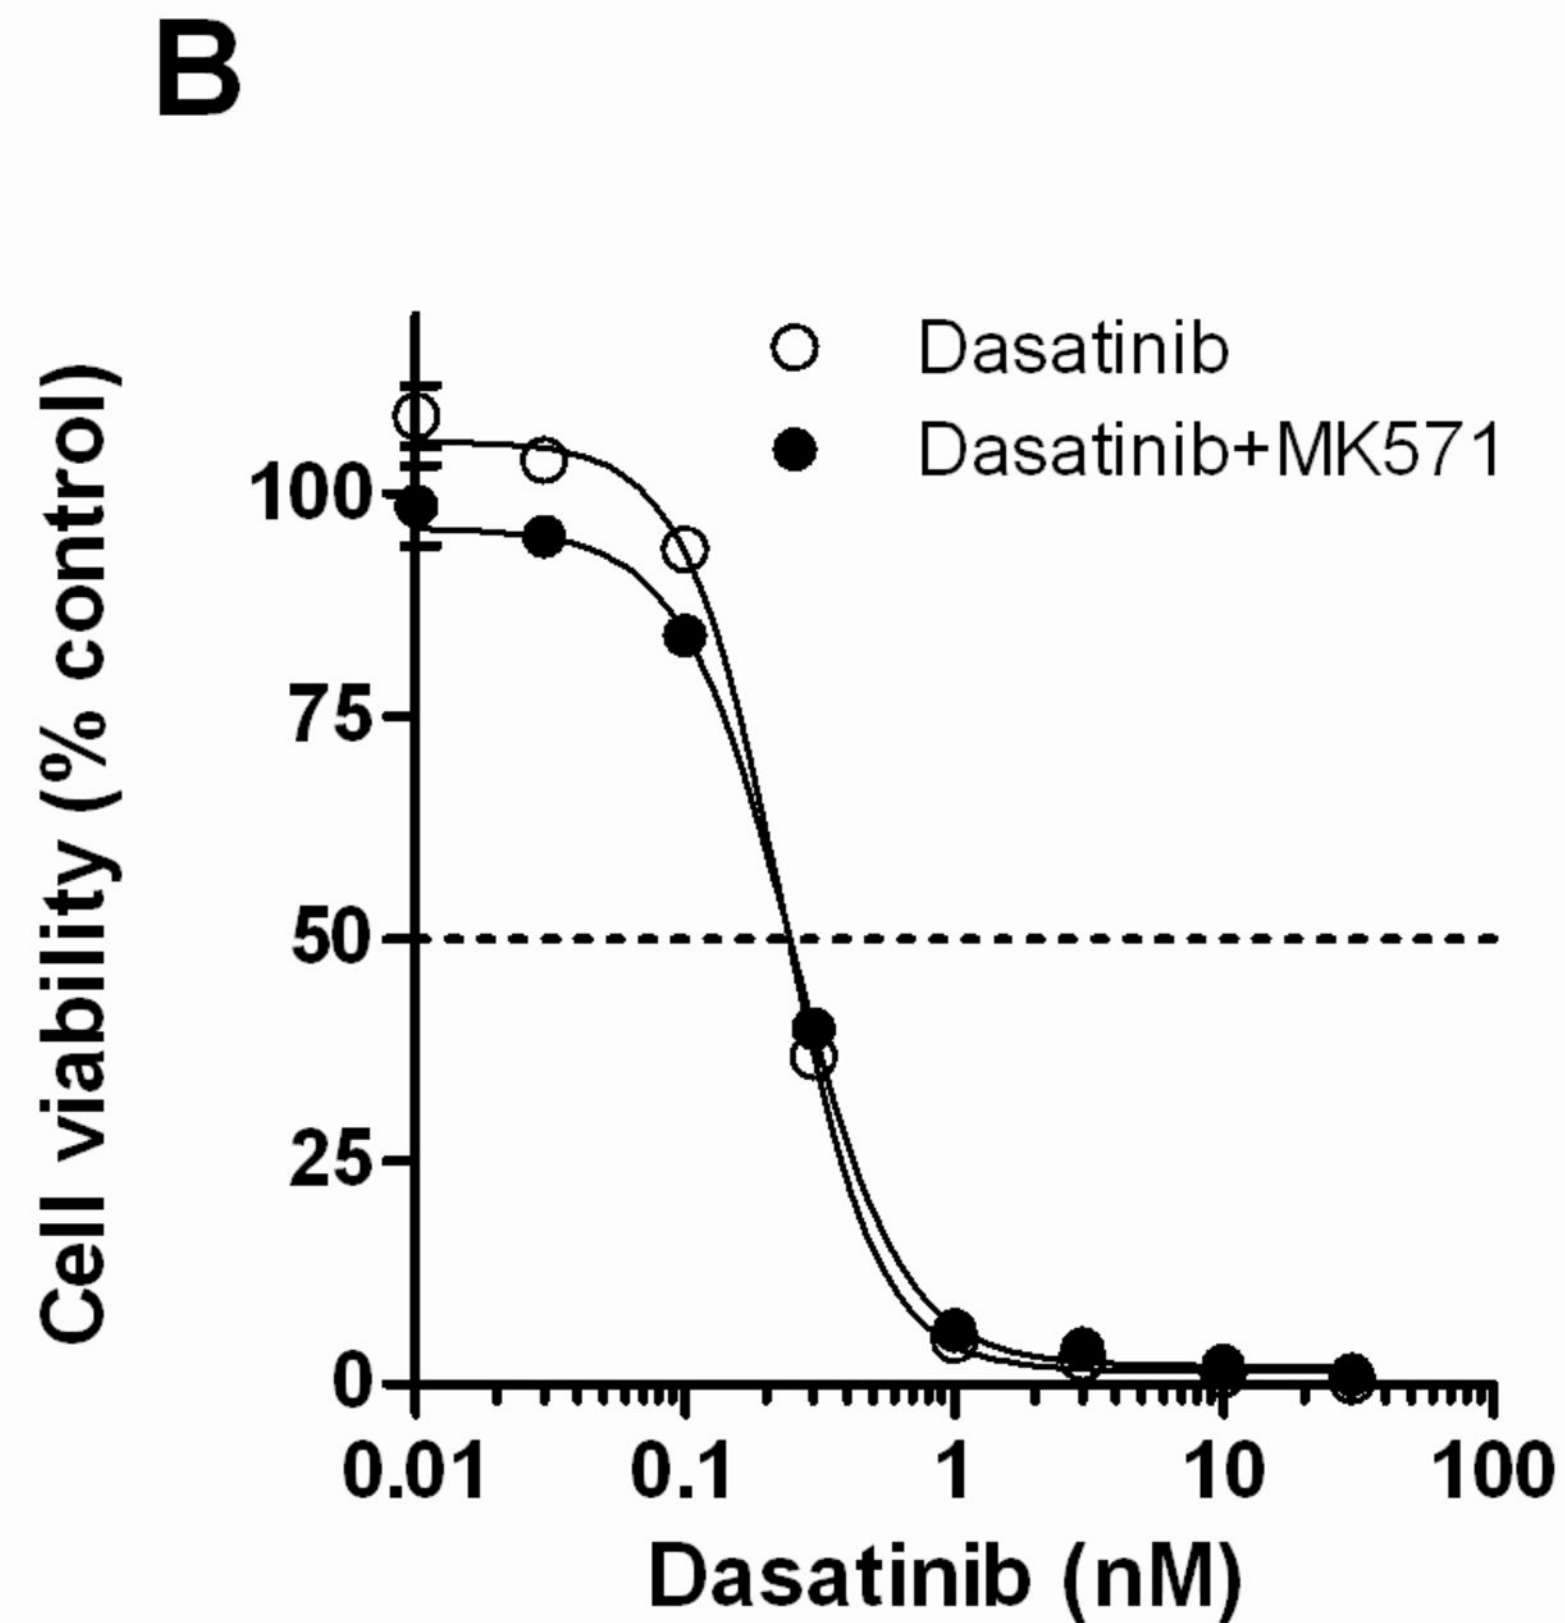 B
Dasatinib
Dasatinib+MK571
Cell viability (% control)
100
75
50
25
0
0.01 0.1 1 10 100
Dasatinib (nM)